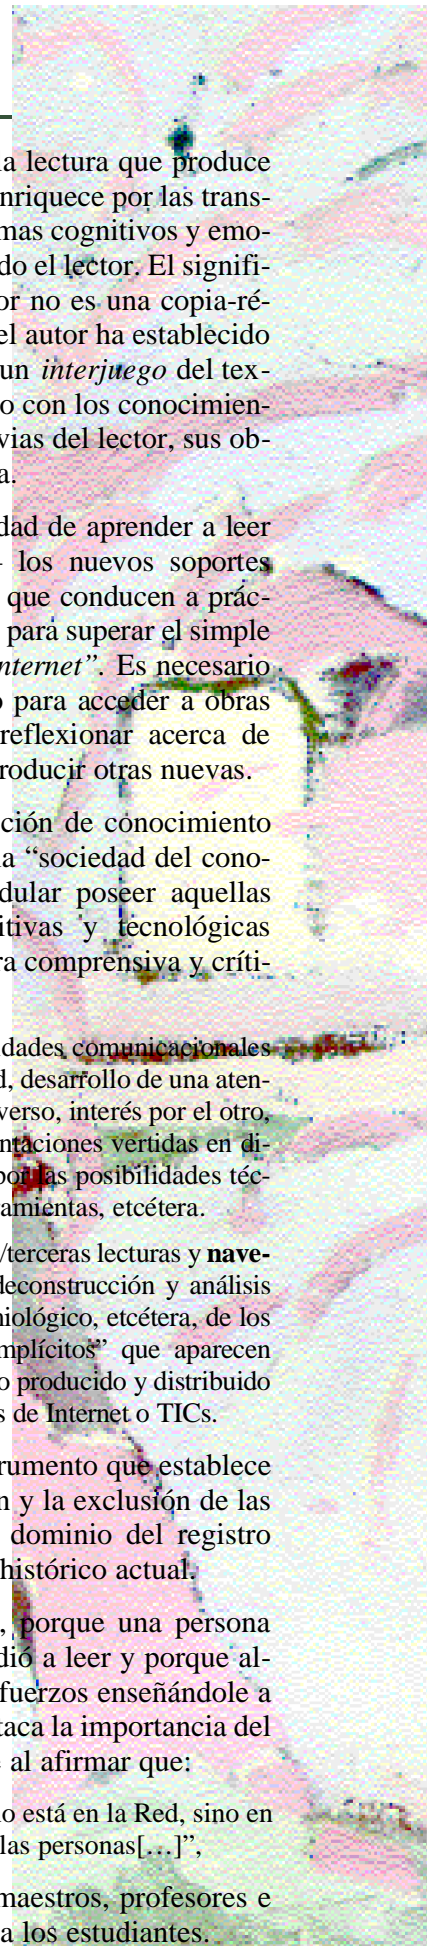 a lectura que produce
nriquece por las trans-
mas cognitivos y emo-
do el lector. El signifi-
or no es una copia-ré-
el autor ha establecido
un interjuego del tex-
o con los conocimien-
vias del lector, sus ob-
a.
dad de aprender a leer
los nuevos soportes
que conducen a prác-
para superar el simple
nternet”. Es necesario
o para acceder a obras
reflexionar acerca de
roducir otras nuevas.
ción de conocimiento
la “sociedad del cono-
dular poseer aquellas
itivas y tecnológicas
ra comprensiva y críti-
idades comunicacionales
d, desarrollo de una aten-
verso, interés por el otro,
ntaciones vertidas en di-
por las posibilidades téc-
amientas, etcétera.
/terceras lecturas y nave-
deconstrucción y análisis
niológico, etcétera, de los
mplícitos” que aparecen
o producido y distribuido
s de Internet o TICs.
trumento que establece
n y la exclusión de las
dominio del registro
histórico actual.
, porque una persona
dió a leer y porque al-
fuerzos enseñándole a
taca la importancia del
al afirmar que:
no está en la Red, sino en
las personas[…]”,
maestros, profesores e
a los estudiantes.